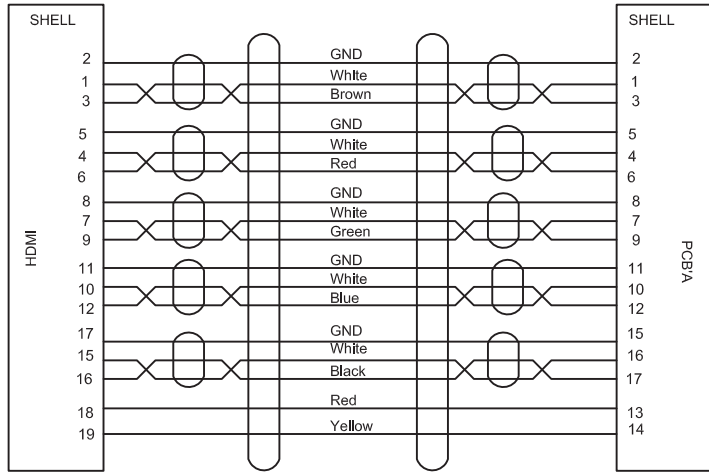 SHELL SHELL
2 GND 2
1 White 1
3 Brown 3
5 GND 5
4 White 4
6 Red 6
8 GND 8
7 White 7
9 Green 9
HDMI PCB'A
11 GND 11
10 White 10
12 Blue 12
17 GND 15
15 White 16
16 Black 17
18 Red 13
19 Yellow 14